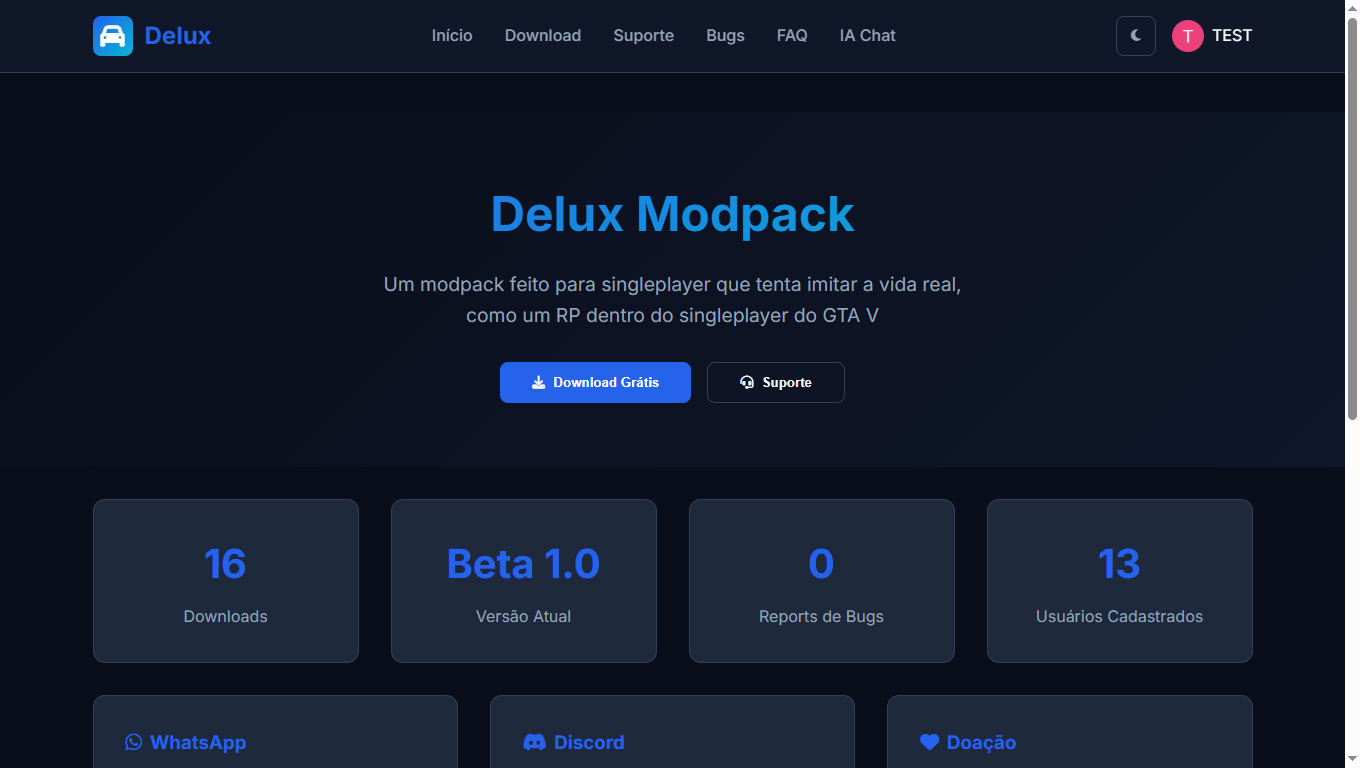 Delux
Início
Download
Suporte
Bugs
FAQ
IA Chat
T
TEST
Delux Modpack
Um modpack feito para singleplayer que tenta imitar a vida real,
como um RP dentro do singleplayer do GTA V
Download Grátis
Suporte
16
Downloads
Beta 1.0
Versão Atual
0
Reports de Bugs
13
Usuários Cadastrados
WhatsApp
Discord
Doação